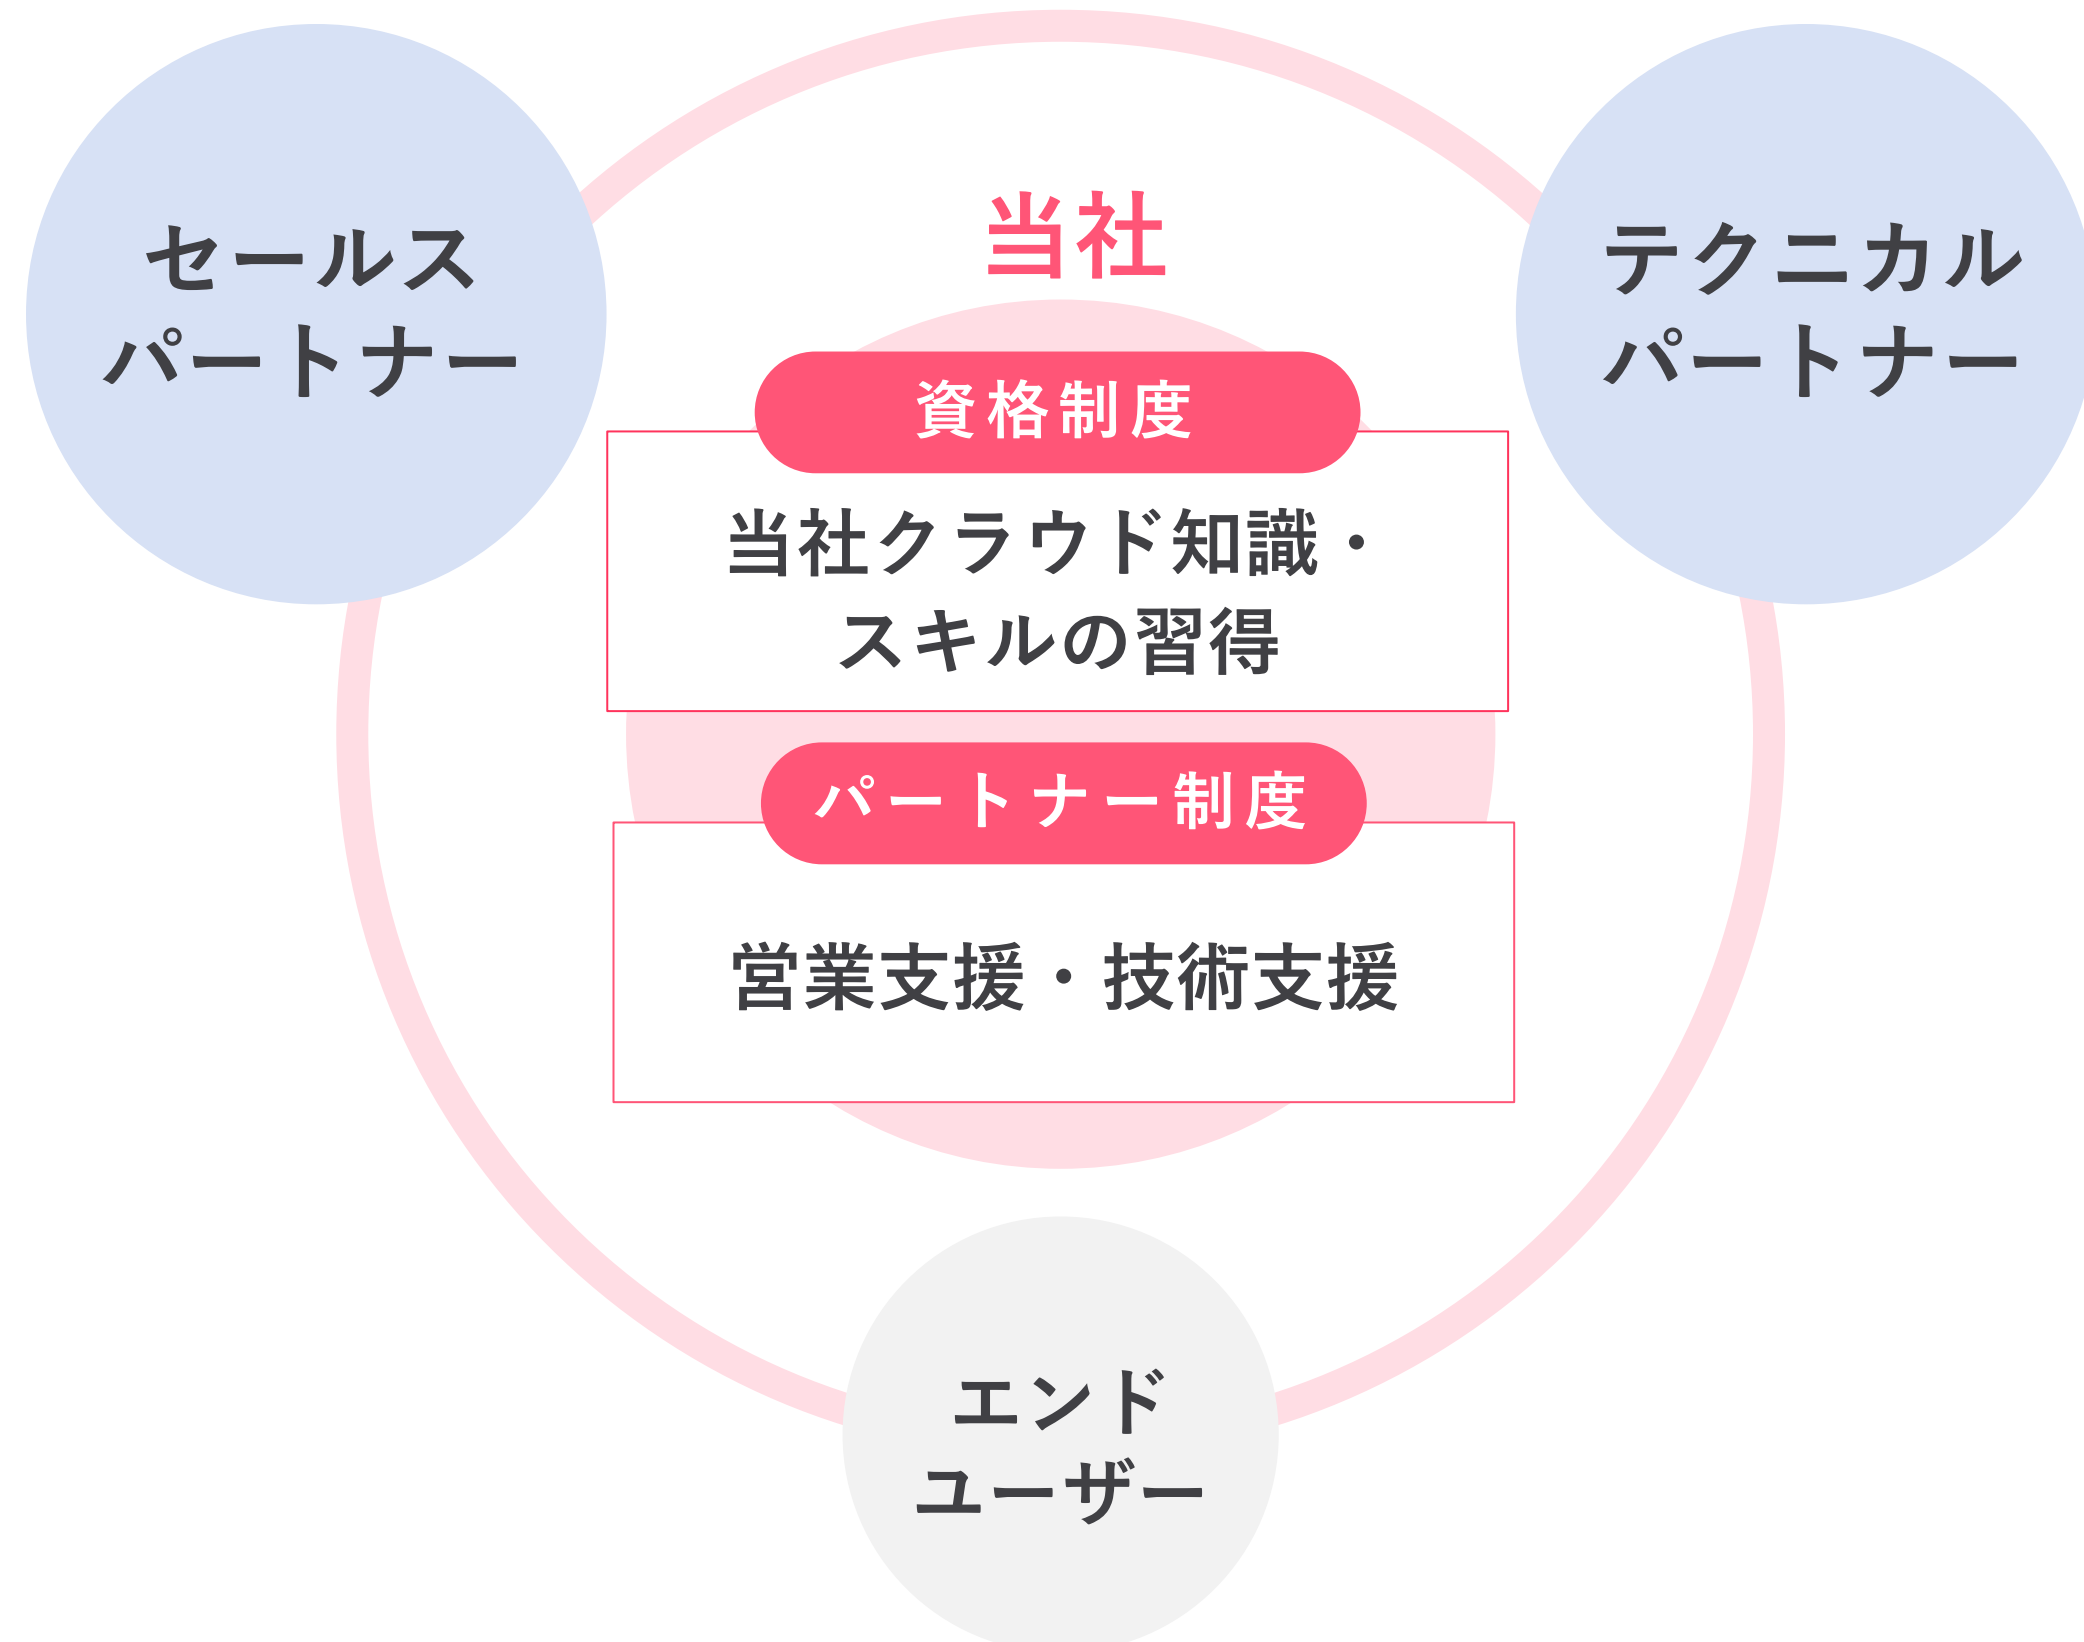 セールス
パートナー
テクニカル
パートナー
当社
資格制度
当社クラウド知識・
スキルの習得
パートナー制度
営業支援・技術支援
エンド
ユーザー